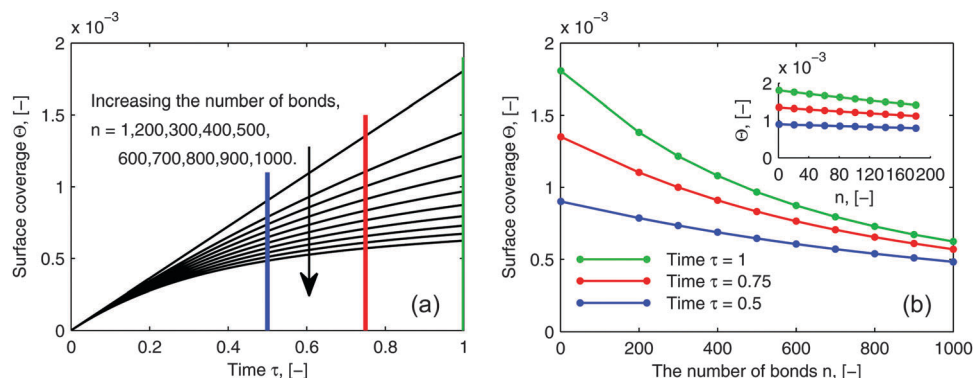 x 10⁻³
2
1.5
1
0.5
0
Surface coverage Θ, [–]
Increasing the number of bonds,
n = 1,200,300,400,500,
600,700,800,900,1000.
(a)
0
0.2
0.4
0.6
0.8
1
Time τ, [–]
x 10⁻³
2
1.5
1
0.5
0
Surface coverage Θ, [–]
x 10⁻³
2
1
0
Θ, [–]
0
40
80
120
160
200
n, [–]
Time τ = 1
Time τ = 0.75
Time τ = 0.5
(b)
0
200
400
600
800
1000
The number of bonds n, [–]